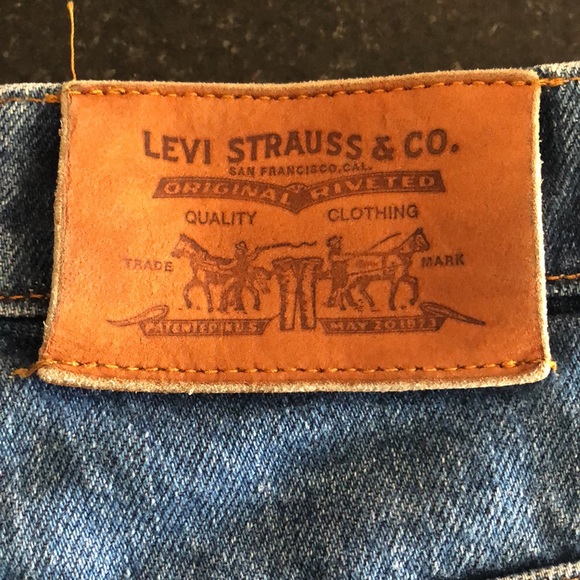 LEVI STRAUSS & CO.
SAN FRANCISCO, CAL.
ORIGINAL RIVETED
QUALITY CLOTHING
TRADE MARK
PATENTED IN U.S. MAY 20 1873